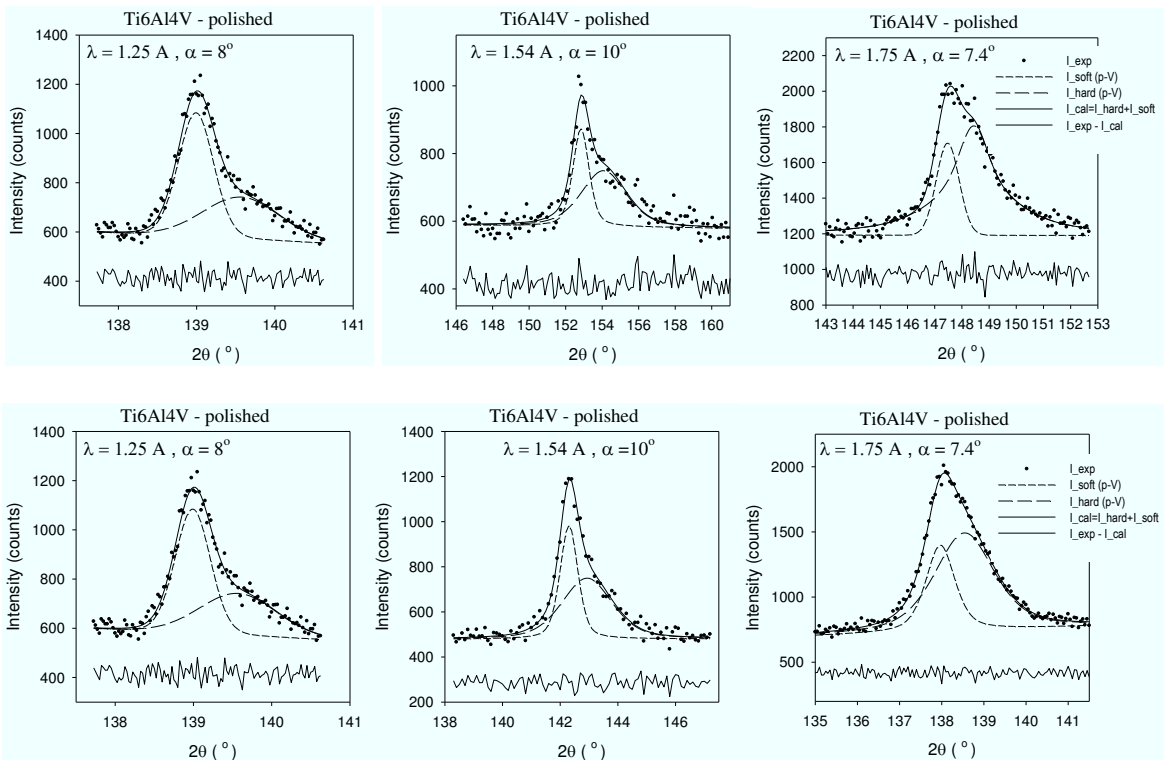 Ti6Al4V - polished
λ = 1.25 A , α = 8°
Intensity (counts)
1400
1200
1000
800
600
400
138 139 140 141
2θ ( ° )
Ti6Al4V - polished
λ = 1.54 A , α = 10°
Intensity (counts)
1000
800
600
400
146 148 150 152 154 156 158 160
2θ ( ° )
Ti6Al4V - polished
λ = 1.75 A , α = 7.4°
I_exp
I_soft (p-V)
I_hard (p-V)
I_cal=I_hard+I_soft
I_exp - I_cal
Intensity (counts)
2200
2000
1800
1600
1400
1200
1000
800
143 144 145 146 147 148 149 150 151 152 153
2θ ( ° )
Ti6Al4V - polished
λ = 1.25 A , α = 8°
Intensity (counts)
1400
1200
1000
800
600
400
138 139 140 141
2θ ( ° )
Ti6Al4V - polished
λ = 1.54 A , α =10°
Intensity (counts)
1400
1200
1000
800
600
400
200
138 140 142 144 146
2θ ( ° )
Ti6Al4V - polished
λ = 1.75 A , α = 7.4°
I_exp
I_soft (p-V)
I_hard (p-V)
I_cal=I_hard+I_soft
I_exp - I_cal
Intensity (counts)
2000
1500
1000
500
135 136 137 138 139 140 141
2θ ( ° )